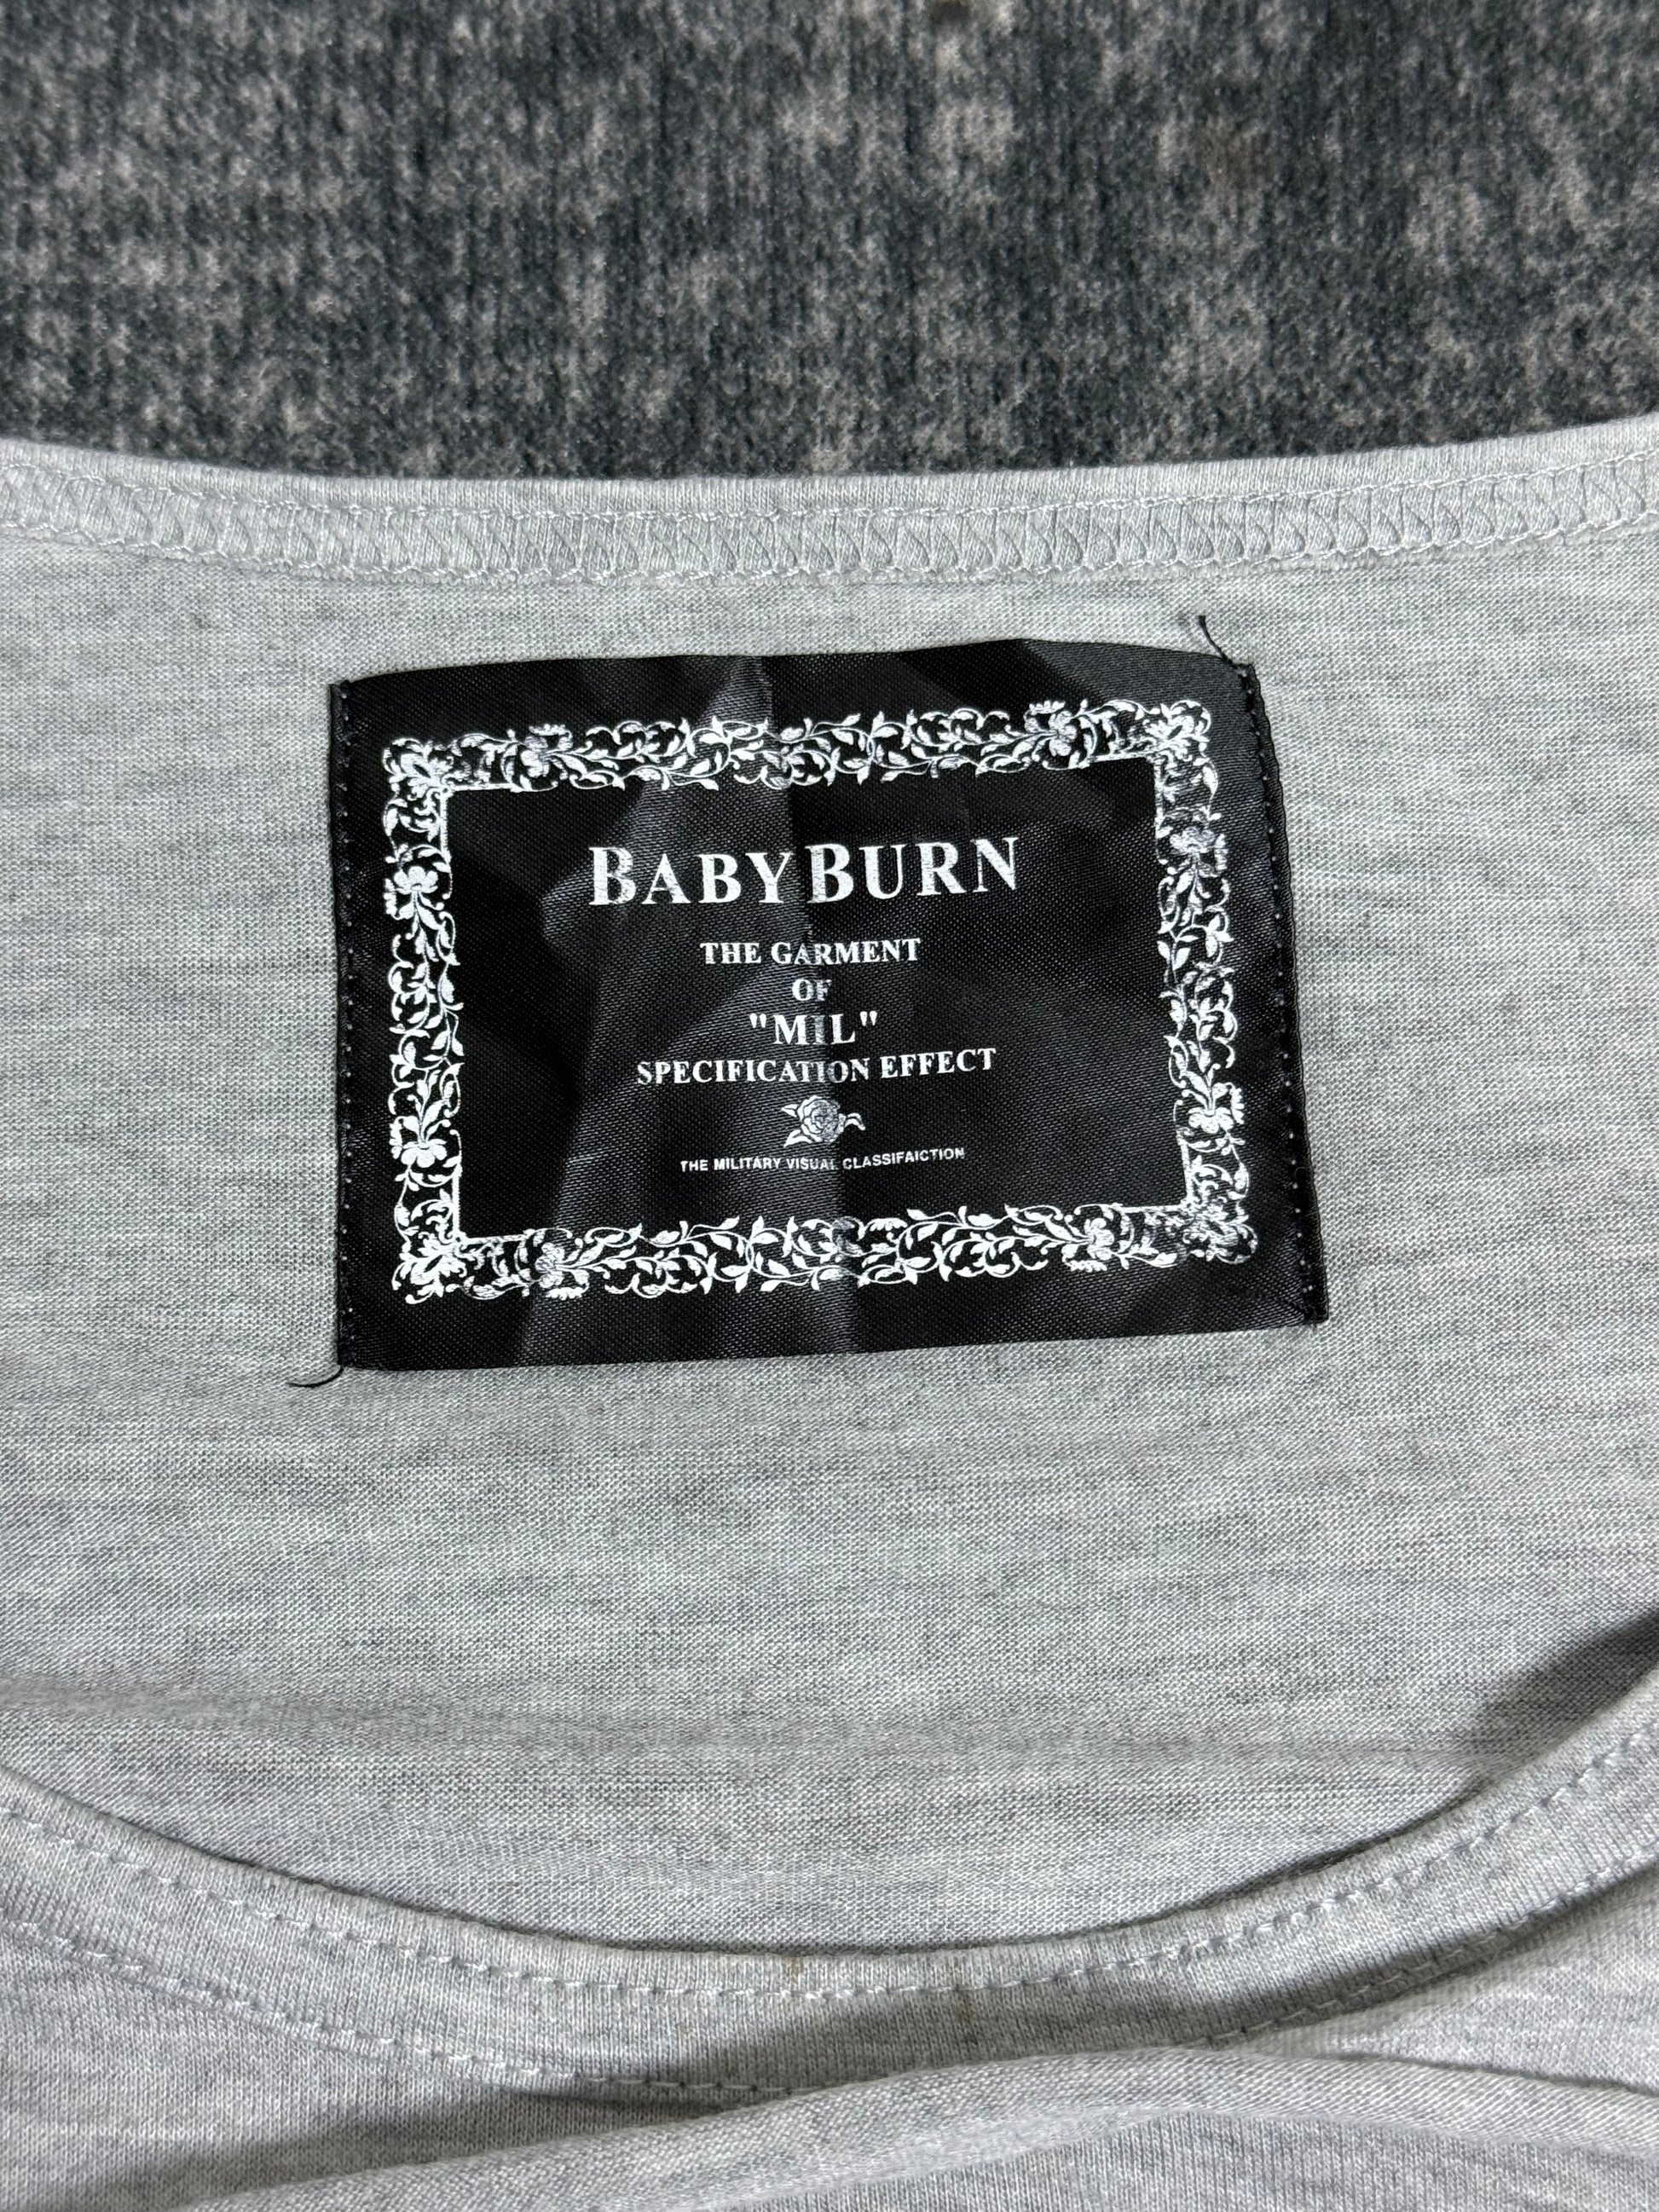 BABYBURN
THE GARMENT
OF
"MIL"
SPECIFICATION EFFECT
THE MILITARY VISUAL CLASSIFAICTION